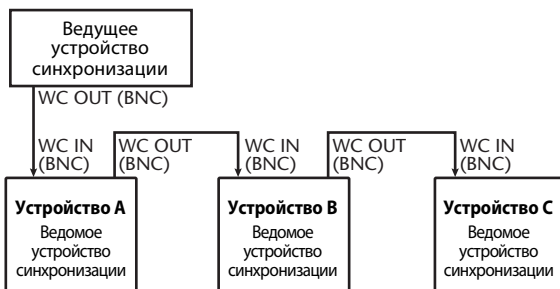 Ведущее
устройство
синхронизации
WC OUT (BNC)
WC IN
(BNC)
WC OUT
(BNC)
WC IN
(BNC)
WC OUT
(BNC)
WC IN
(BNC)
Устройство A
Ведомое
устройство
синхронизации
Устройство B
Ведомое
устройство
синхронизации
Устройство C
Ведомое
устройство
синхронизации